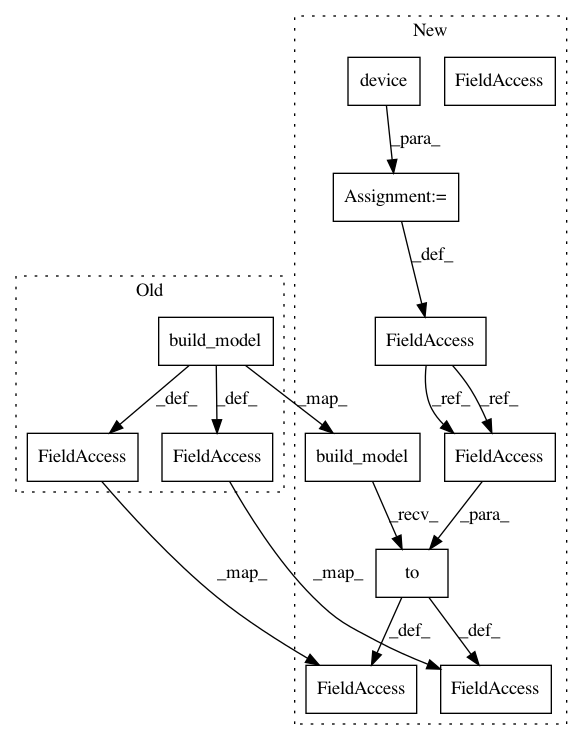 New
device
FieldAccess
_para_
Assignment:=
_def_
Old
build_model
FieldAccess
_def_
_def_
_map_
_ref_
_ref_
FieldAccess
FieldAccess
build_model
FieldAccess
_recv_
_para_
to
_map_
_map_
_def_
_def_
FieldAccess
FieldAccess